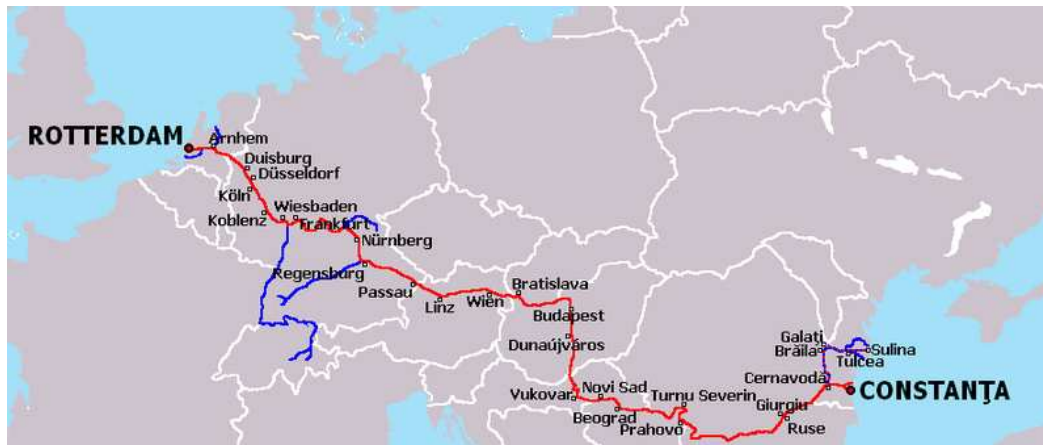 ROTTERDAM
Arnhem
Duisburg
Düsseldorf
Köln
Wiesbaden
Koblenz
Frankfurt
Nürnberg
Regensburg
Passau
Linz
Wien
Bratislava
Budapest
Dunaújváros
Vukovar
Novi Sad
Beograd
Turnu Severin
Prahovo
Giurgiu
Ruse
Cernavodă
Galați
Brăila
Tulcea
Sulina
CONSTANŢA